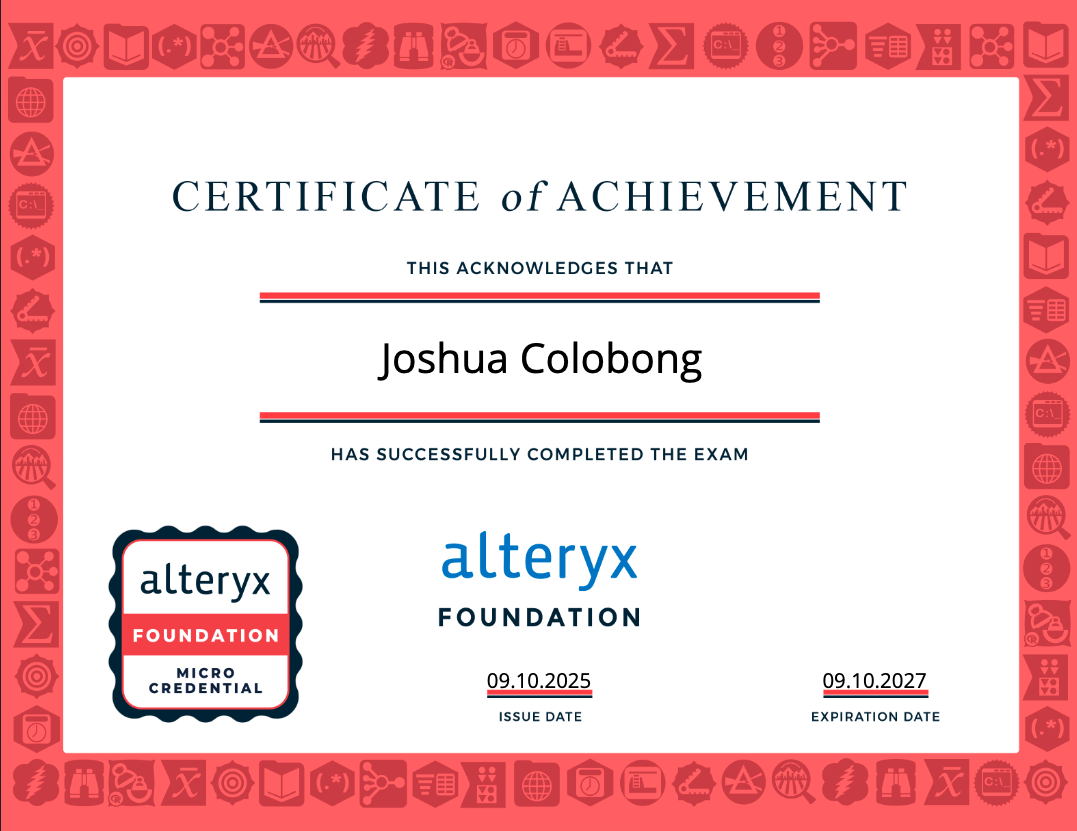 CERTIFICATE of ACHIEVEMENT
THIS ACKNOWLEDGES THAT
Joshua Colobong
HAS SUCCESSFULLY COMPLETED THE EXAM
alteryx
FOUNDATION
MICRO
CREDENTIAL
alteryx
FOUNDATION
09.10.2025
ISSUE DATE
09.10.2027
EXPIRATION DATE